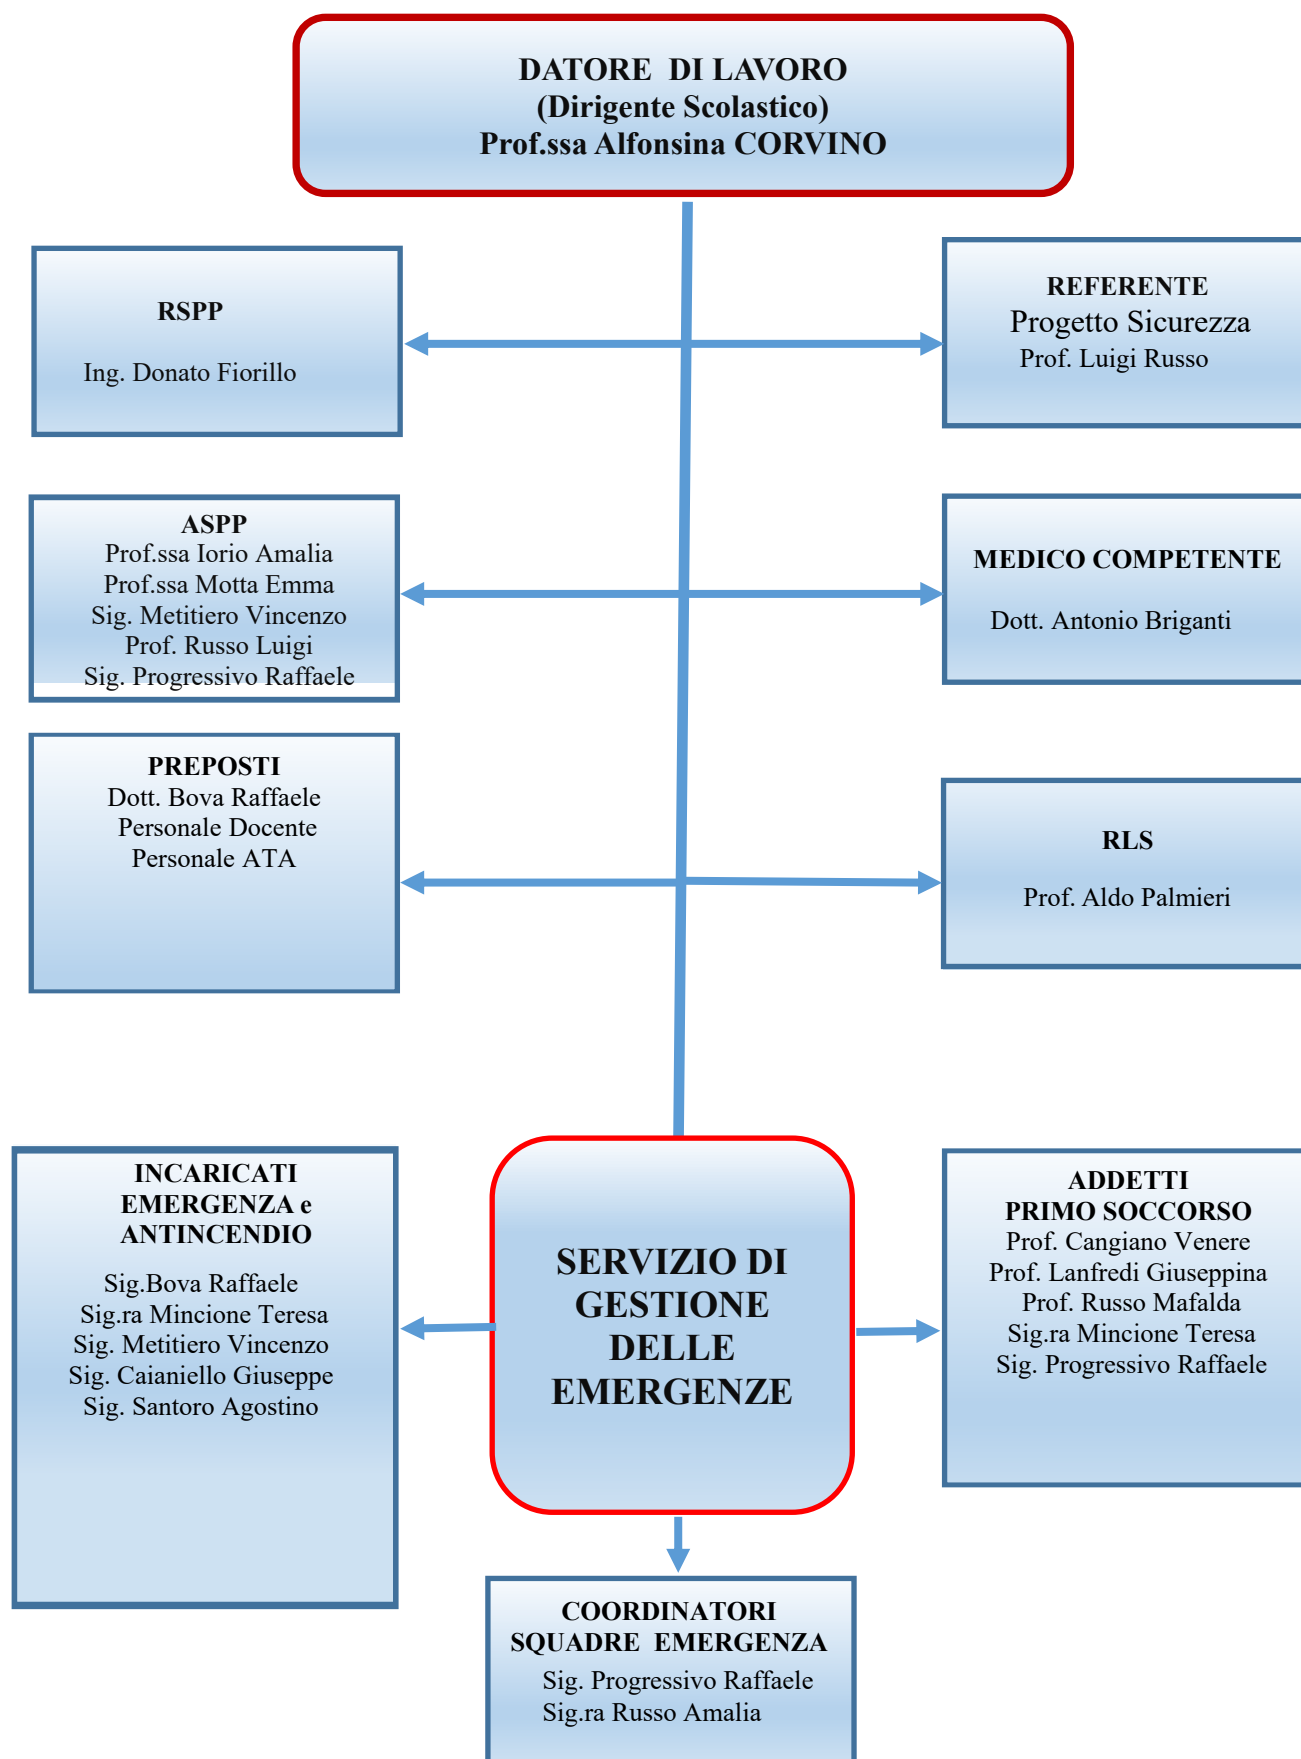 DATORE DI LAVORO
(Dirigente Scolastico)
Prof.ssa Alfonsina CORVINO
RSPP
Ing. Donato Fiorillo
REFERENTE
Progetto Sicurezza
Prof. Luigi Russo
ASPP
Prof.ssa Iorio Amalia
Prof.ssa Motta Emma
Sig. Metitiero Vincenzo
Prof. Russo Luigi
Sig. Progressivo Raffaele
MEDICO COMPETENTE
Dott. Antonio Briganti
PREPOSTI
Dott. Bova Raffaele
Personale Docente
Personale ATA
RLS
Prof. Aldo Palmieri
INCARICATI
EMERGENZA e
ANTINCENDIO
Sig.Bova Raffaele
Sig.ra Mincione Teresa
Sig. Metitiero Vincenzo
Sig. Caianiello Giuseppe
Sig. Santoro Agostino
SERVIZIO DI
GESTIONE
DELLE
EMERGENZE
ADDETTI
PRIMO SOCCORSO
Prof. Cangiano Venere
Prof. Lanfredi Giuseppina
Prof. Russo Mafalda
Sig.ra Mincione Teresa
Sig. Progressivo Raffaele
COORDINATORI
SQUADRE EMERGENZA
Sig. Progressivo Raffaele
Sig.ra Russo Amalia